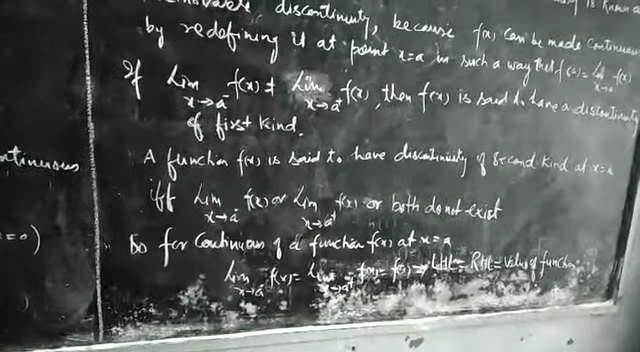 discontinuity, because f(x) can be made continuous
by redefining it at point x=a in such a way that f(a) = Lim f(x)
x→a
If Lim f(x) ≠ Lim f(x), then f(x) is said to have a discontinuity
x→a⁻ x→a⁺
of first kind.
ntinuous
A function f(x) is said to have discontinuity of second kind at x=a
iff Lim f(x) or Lim f(x) or both do not exist
x→a⁻ x→a⁺
=0)
So for continuous of a function f(x) at x=a
Lim f(x) = Lim f(x) = f(a) → LHL = RHL = value of function
x→a⁻ x→a⁺